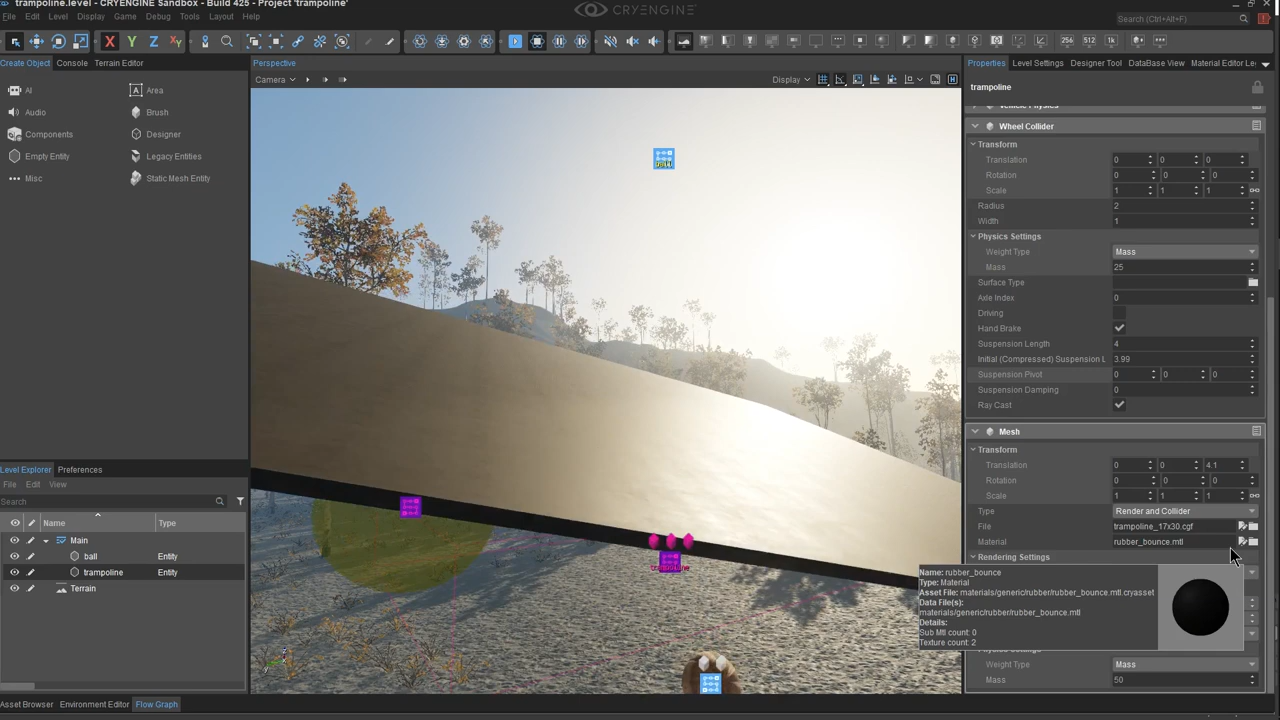 trampoline.level - CRYENGINE Sandbox - Build 425 - Project 'trampoline'
File Edit Level Display Game Debug Tools Layout Help
CRYENGINE
Search (Ctrl+Alt+F)
X Y Z XY
256 512 1k
Create Object Console Terrain Editor
AI
Area
Audio
Brush
Components
Designer
Empty Entity
Legacy Entities
Misc
Static Mesh Entity
Perspective
Camera
Display
Level Explorer Preferences
File Edit View
Search
Name Type
Main
ball Entity
trampoline Entity
Terrain
Asset Browser Environment Editor Flow Graph
Properties Level Settings Designer Tool DataBase View Material Editor Le
trampoline
Vehicle Physics
Wheel Collider
Transform
Translation 0 0 0
Rotation 0 0 0
Scale 1 1 1
Radius 2
Width 1
Physics Settings
Weight Type Mass
Mass 25
Surface Type
Axle Index 0
Driving
Hand Brake
Suspension Length 4
Initial (Compressed) Suspension L 3.99
Suspension Pivot 0 0 0
Suspension Damping 0
Ray Cast
Mesh
Transform
Translation 0 0 4.1
Rotation 0 0 0
Scale 1 1 1
Type Render and Collider
File trampoline_17x30.cgf
Material rubber_bounce.mtl
Rendering Settings
Name: rubber_bounce
Type: Material
Asset File: materials/generic/rubber/rubber_bounce.mtl.cryasset
Data File(s):
materials/generic/rubber/rubber_bounce.mtl
Details:
Sub Mtl count: 0
Texture count: 2
Physics Settings
Weight Type Mass
Mass 50